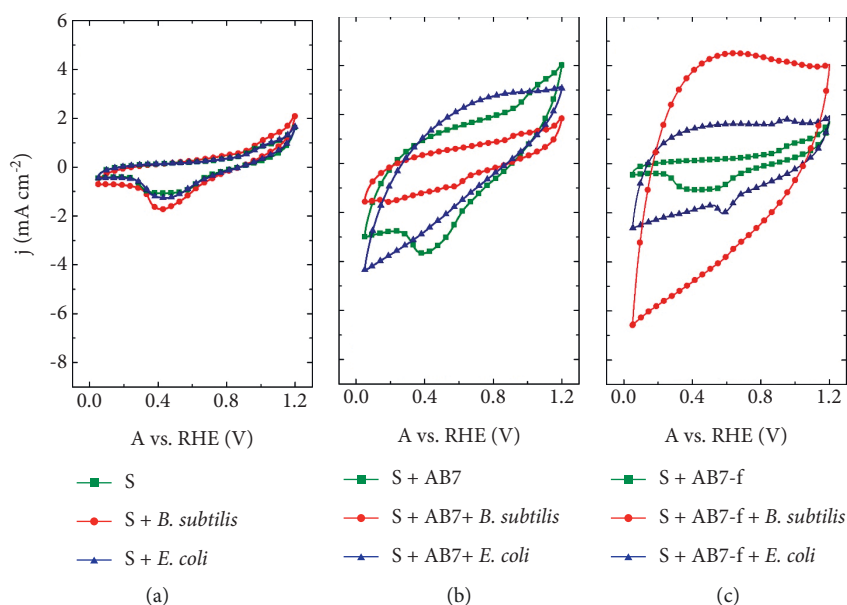 6
4
2
0
-2
-4
-6
-8
j (mA cm-2)
0.0 0.4 0.8 1.2
0.0 0.4 0.8 1.2
0.0 0.4 0.8 1.2
A vs. RHE (V)
A vs. RHE (V)
A vs. RHE (V)
S
S + B. subtilis
S + E. coli
(a)
S + AB7
S + AB7+ B. subtilis
S + AB7+ E. coli
(b)
S + AB7-f
S + AB7-f + B. subtilis
S + AB7-f + E. coli
(c)